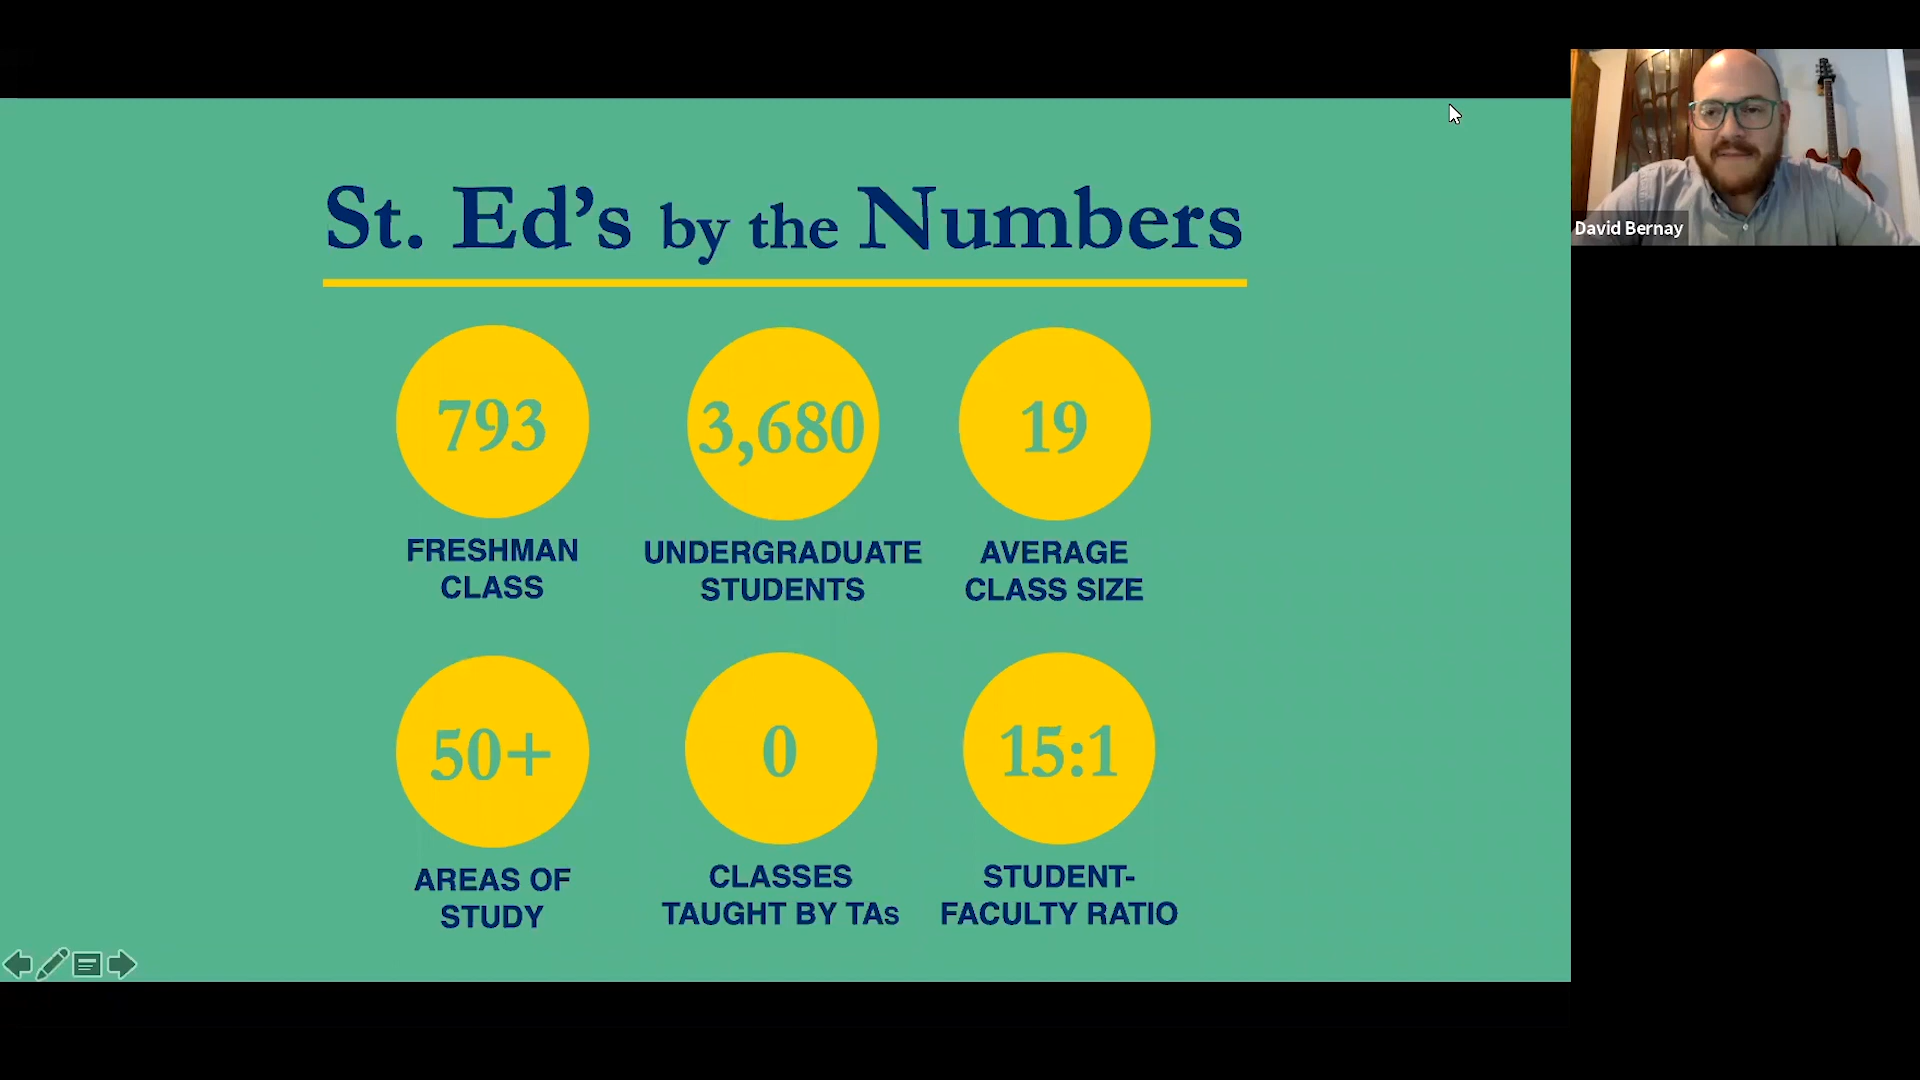 St. Ed’s by the Numbers
793
FRESHMAN
CLASS
3,680
UNDERGRADUATE
STUDENTS
19
AVERAGE
CLASS SIZE
50+
AREAS OF
STUDY
0
CLASSES
TAUGHT BY TAs
15:1
STUDENT-
FACULTY RATIO
David Bernay